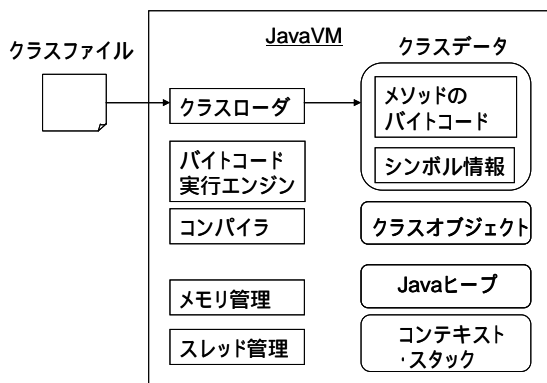 JavaVM
クラスファイル
クラスデータ
クラスローダ
メソッドの
バイトコード
シンボル情報
バイトコード
実行エンジン
コンパイラ
クラスオブジェクト
メモリ管理
Javaヒープ
スレッド管理
コンテキスト
・スタック